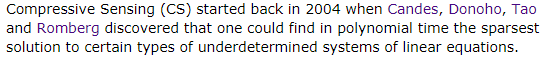 Compressive Sensing (CS) started back in 2004 when Candes, Donoho, Tao
and Romberg discovered that one could find in polynomial time the sparsest
solution to certain types of underdetermined systems of linear equations.